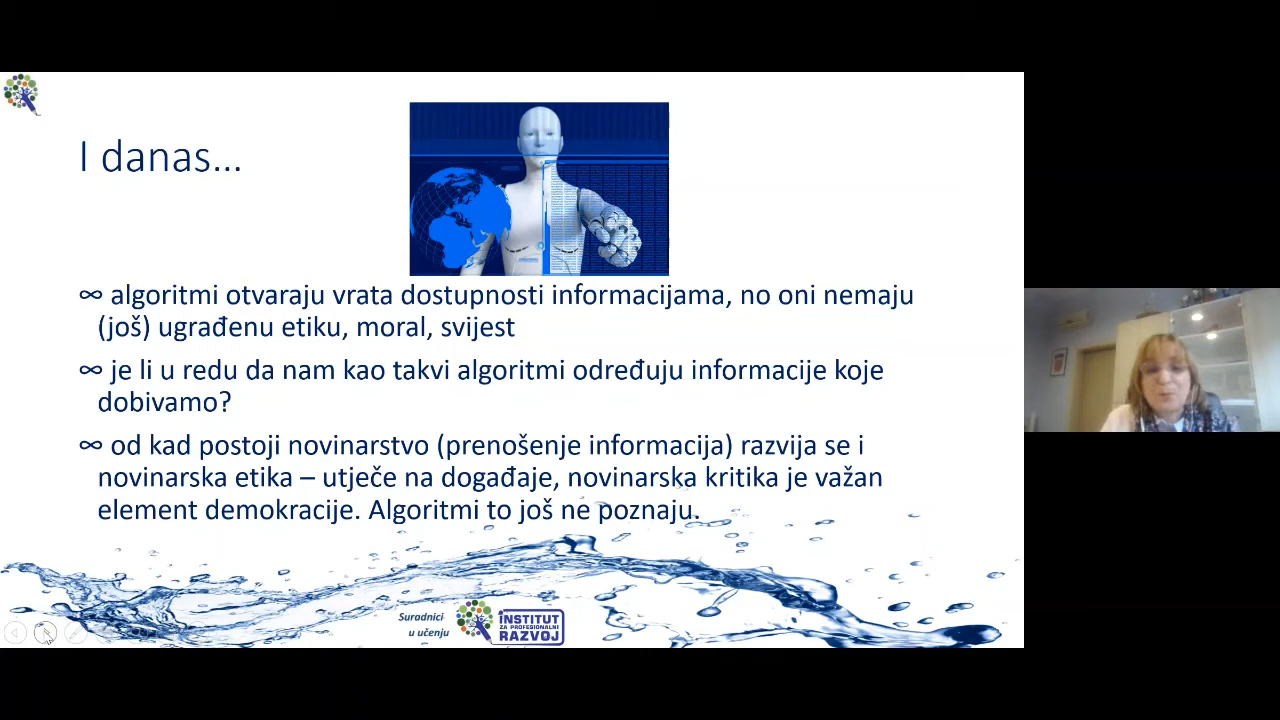 I danas...
∞ algoritmi otvaraju vrata dostupnosti informacijama, no oni nemaju
(još) ugrađenu etiku, moral, svijest
∞ je li u redu da nam kao takvi algoritmi određuju informacije koje
dobivamo?
∞ od kad postoji novinarstvo (prenošenje informacija) razvija se i
novinarska etika – utječe na događaje, novinarska kritika je važan
element demokracije. Algoritmi to još ne poznaju.
Suradnici
u učenju
INSTITUT
ZA PROFESIONALNI
RAZVOJ